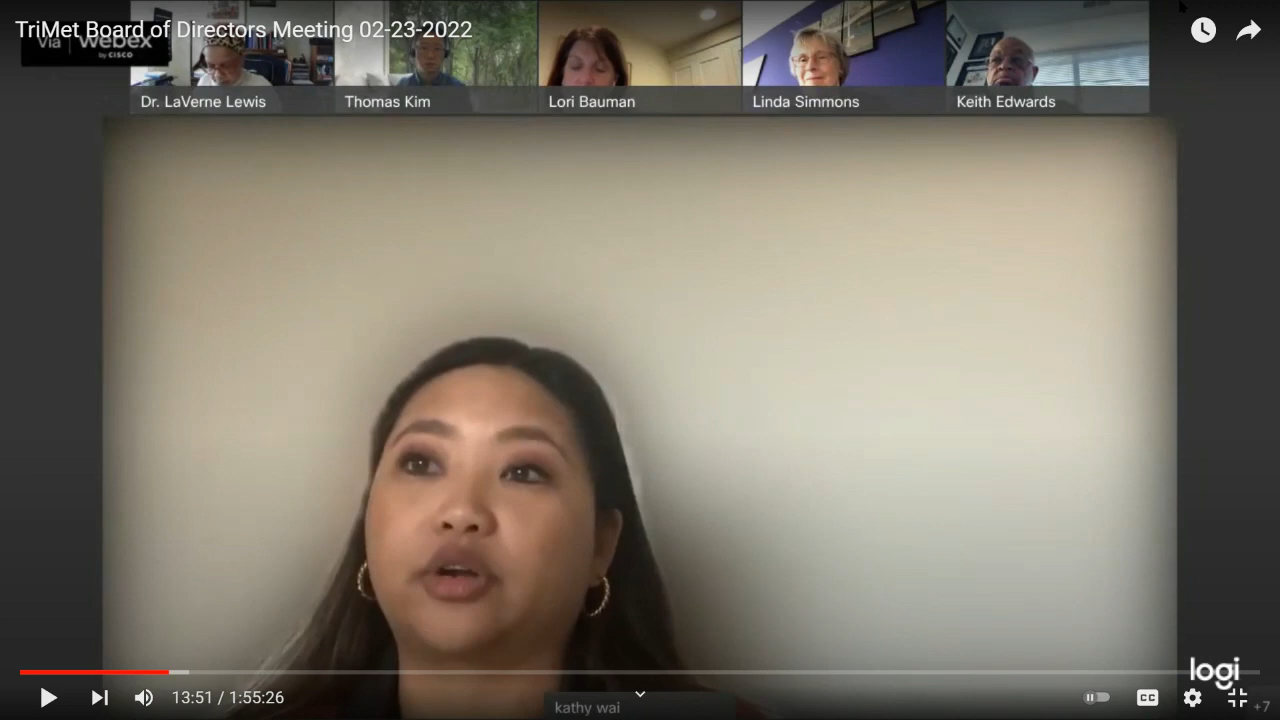 TriMet Board of Directors Meeting 02-23-2022
Via webex
by CISCO
Dr. LaVerne Lewis
Thomas Kim
Lori Bauman
Linda Simmons
Keith Edwards
logi
13:51 / 1:55:26
kathy wai
CC
+7